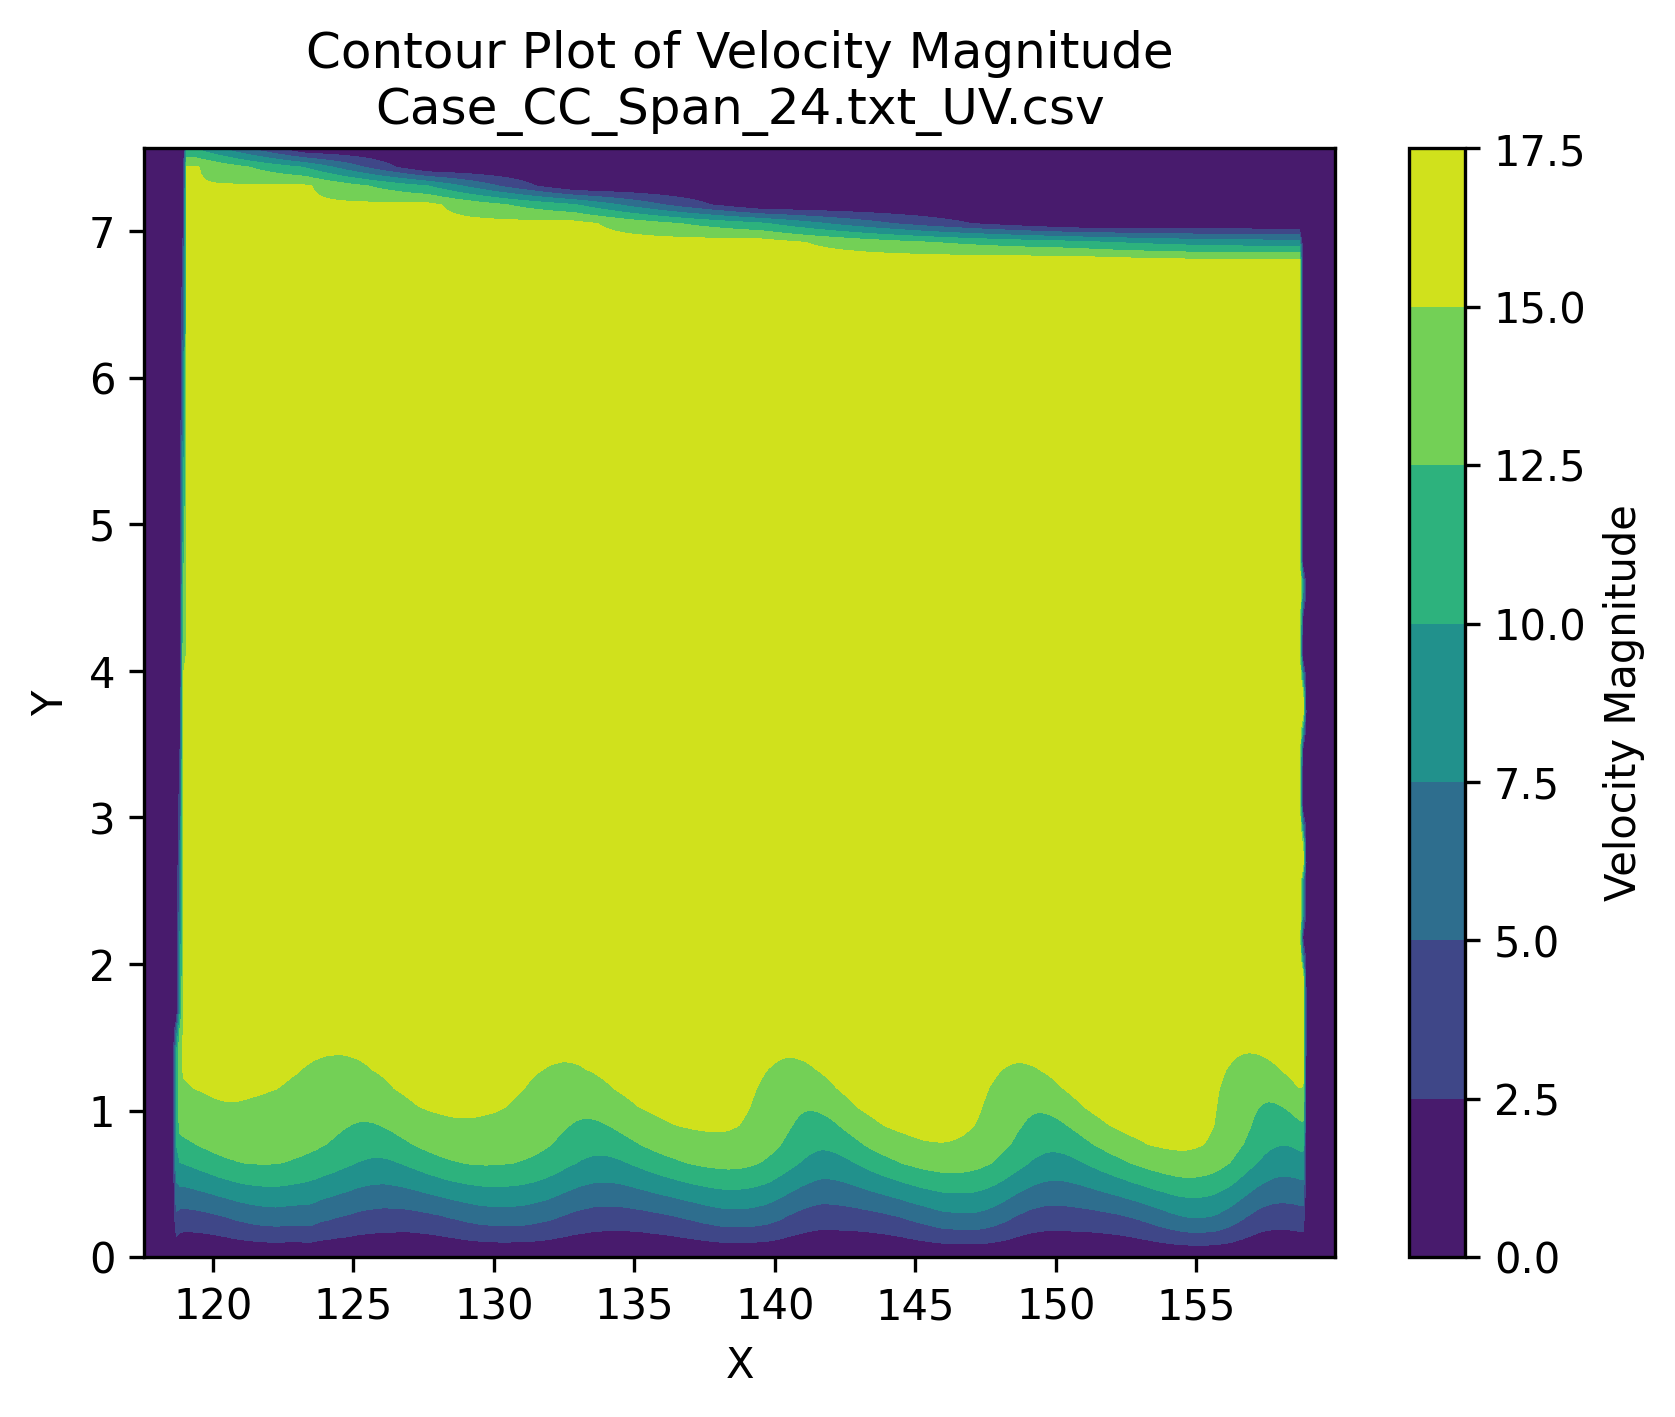 Contour Plot of Velocity Magnitude
Case_CC_Span_24.txt_UV.csv
7
6
5
4
3
2
1
0
Y
120 125 130 135 140 145 150 155
X
17.5
15.0
12.5
10.0
7.5
5.0
2.5
0.0
Velocity Magnitude